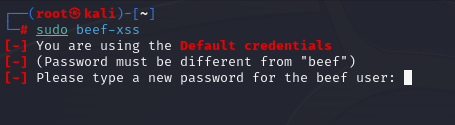 ┌──(root㉿kali)-[~]
└─# sudo beef-xss
[-] You are using the Default credentials
[-] (Password must be different from "beef")
[-] Please type a new password for the beef user: